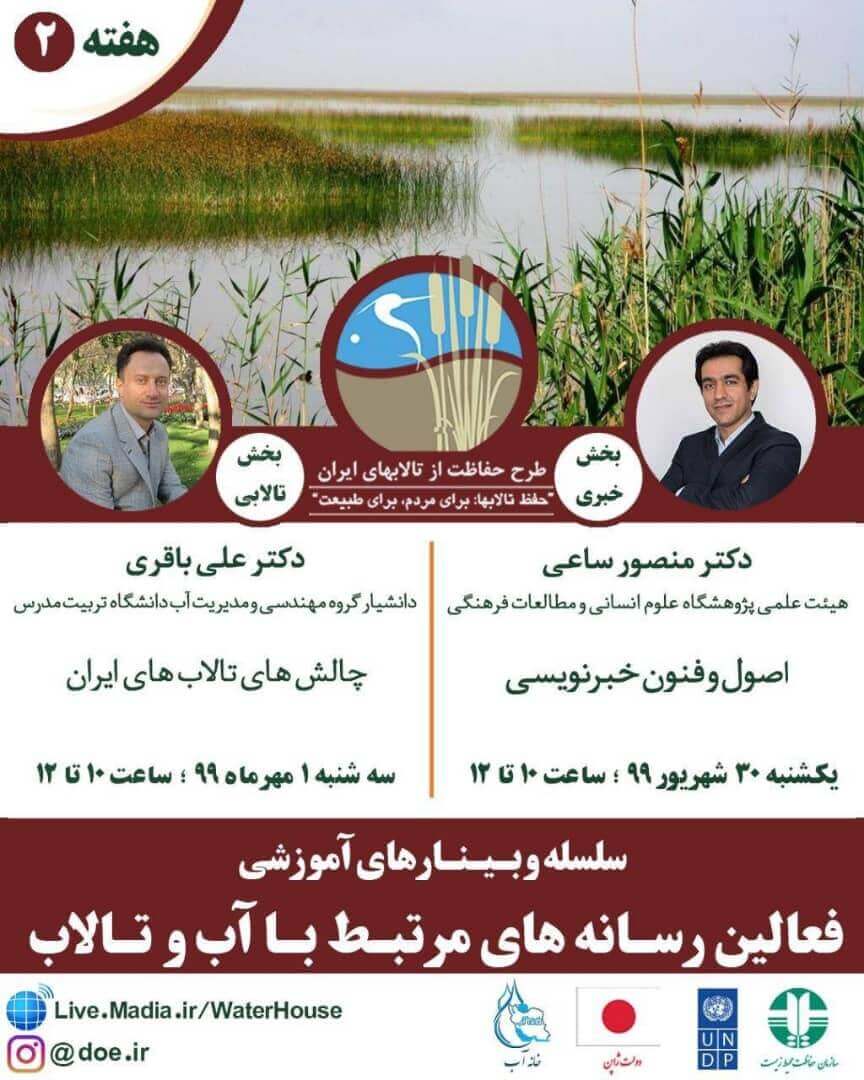 هفته ۲
بخش خبری
طرح حفاظت از تالابهای ایران
"حفظ تالابها: برای مردم، برای طبیعت"
بخش تالابی
دکتر منصور ساعی
هیئت علمی پژوهشگاه علوم انسانی و مطالعات فرهنگی
اصول و فنون خبرنویسی
یکشنبه ۳۰ شهریور ۹۹ ؛ ساعت ۱۰ تا ۱۲
دکتر علی باقری
دانشیار گروه مهندسی و مدیریت آب دانشگاه تربیت مدرس
چالش های تالاب های ایران
سه شنبه ۱ مهرماه ۹۹ ؛ ساعت ۱۰ تا ۱۲
سلسله وبینارهای آموزشی
فعالین رسانه های مرتبط با آب و تالاب
سازمان حفاظت محیط زیست
UN
DP
دولت ژاپن
خانه آب
Live.Madia.ir/WaterHouse
@doe.ir